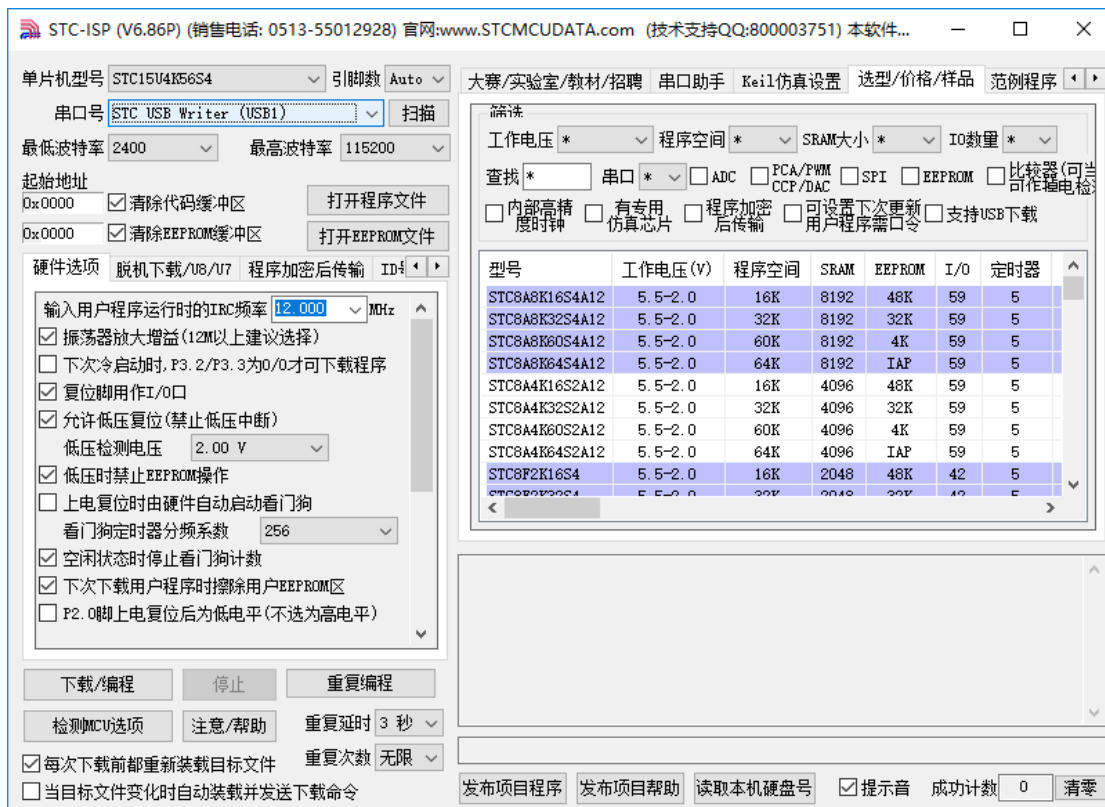 STC-ISP (V6.86P) (销售电话: 0513-55012928) 官网:www.STCMCUDATA.com (技术支持QQ:800003751) 本软件...
单片机型号 STC15U4K56S4 引脚数 Auto
串口号 STC USB Writer (USB1) 扫描
最低波特率 2400 最高波特率 115200
起始地址
0x0000 清除代码缓冲区 打开程序文件
0x0000 清除EEPROM缓冲区 打开EEPROM文件
硬件选项 脱机下载/U8/U7 程序加密后传输
输入用户程序运行时的IRC频率 12.000 MHz
振荡器放大增益(12M以上建议选择)
下次冷启动时,P3.2/P3.3为0/0才可下载程序
复位脚用作I/O口
允许低压复位(禁止低压中断)
低压检测电压 2.00 V
低压时禁止EEPROM操作
上电复位时由硬件自动启动看门狗
看门狗定时器分频系数 256
空闲状态时停止看门狗计数
下次下载用户程序时擦除用户EEPROM区
P2.0脚上电复位后为低电平(不选为高电平)
下载/编程 停止 重复编程
检测MCU选项 注意/帮助 重复延时 3 秒
重复次数 无限
每次下载前都重新装载目标文件
当目标文件变化时自动装载并发送下载命令
大赛/实验室/教材/招聘 串口助手 Keil仿真设置 选型/价格/样品 范例程序
筛选
工作电压 * 程序空间 * SRAM大小 * IO数量 *
查找 * 串口 * ADC PCA/PWM CCP/DAC SPI EEPROM 比较器(可当
内部高精度时钟 有专用仿真芯片 程序加密后传输 可设置下次更新用户程序需口令 支持USB下载
型号 工作电压(V) 程序空间 SRAM EEPROM I/O 定时器
STC8A8K16S4A12 5.5-2.0 16K 8192 48K 59 5
STC8A8K32S4A12 5.5-2.0 32K 8192 32K 59 5
STC8A8K60S4A12 5.5-2.0 60K 8192 4K 59 5
STC8A8K64S4A12 5.5-2.0 64K 8192 IAP 59 5
STC8A4K16S2A12 5.5-2.0 16K 4096 48K 59 5
STC8A4K32S2A12 5.5-2.0 32K 4096 32K 59 5
STC8A4K60S2A12 5.5-2.0 60K 4096 4K 59 5
STC8A4K64S2A12 5.5-2.0 64K 4096 IAP 59 5
STC8F2K16S4 5.5-2.0 16K 2048 48K 42 5
STC8F2K32S4 5.5-2.0 32K 2048 32K 42 5
发布项目程序 发布项目帮助 读取本机硬盘号 提示音 成功计数 0 清零